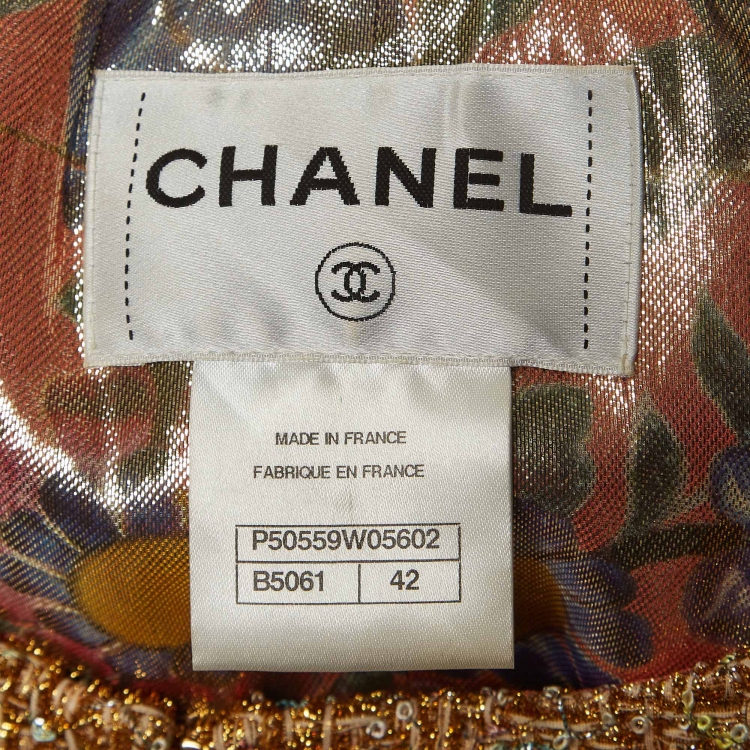 CHANEL
MADE IN FRANCE
FABRIQUE EN FRANCE
P50559W05602
B5061 42